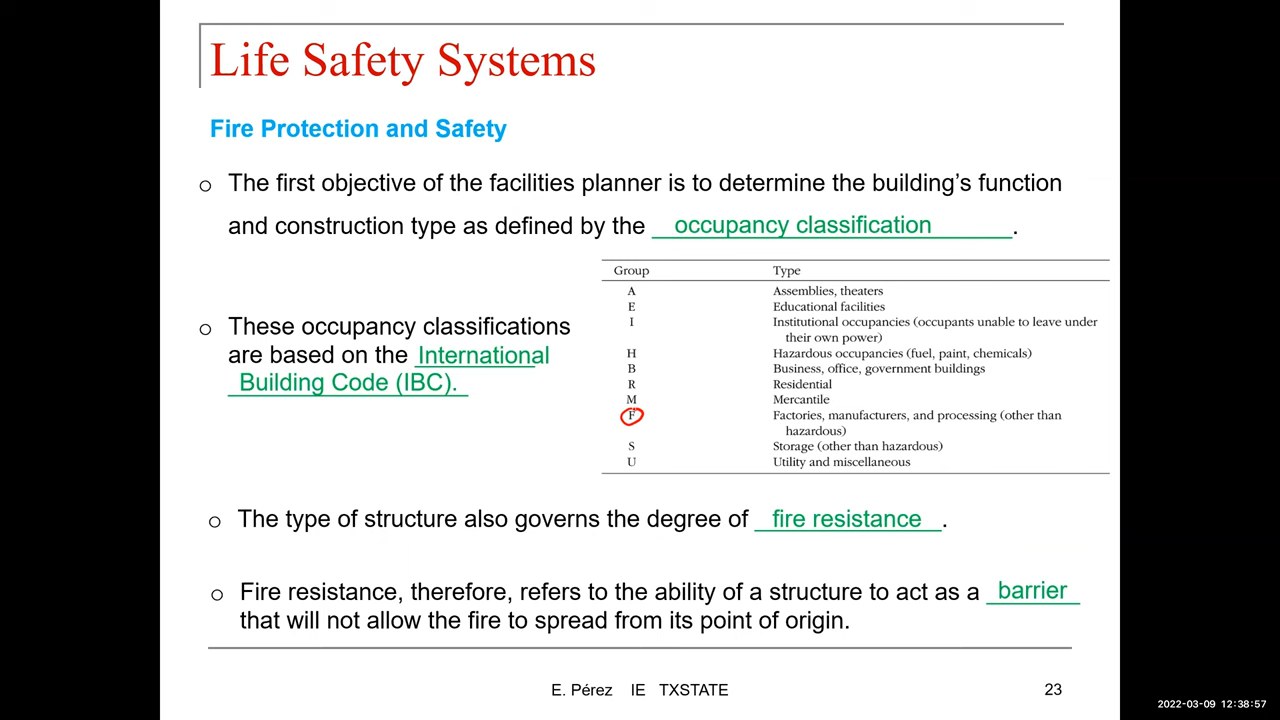 Life Safety Systems
Fire Protection and Safety
o The first objective of the facilities planner is to determine the building’s function
and construction type as defined by the occupancy classification.
o These occupancy classifications
are based on the International
Building Code (IBC).
Group Type
A Assemblies, theaters
E Educational facilities
I Institutional occupancies (occupants unable to leave under
their own power)
H Hazardous occupancies (fuel, paint, chemicals)
B Business, office, government buildings
R Residential
M Mercantile
F Factories, manufacturers, and processing (other than
hazardous)
S Storage (other than hazardous)
U Utility and miscellaneous
o The type of structure also governs the degree of fire resistance.
o Fire resistance, therefore, refers to the ability of a structure to act as a barrier
that will not allow the fire to spread from its point of origin.
E. Pérez IE TXSTATE 23
2022-03-09 12:38:57